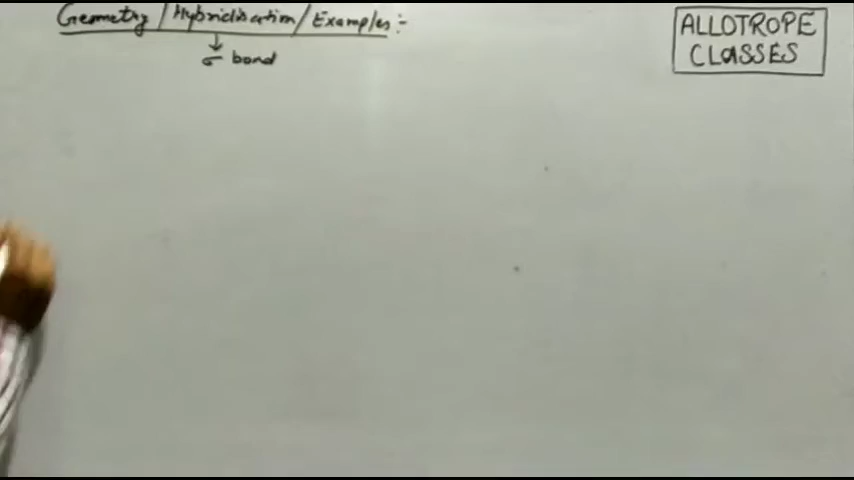 Geometry / Hybridisation / Examples :-
↓
σ bond
ALLOTROPE
CLASSES